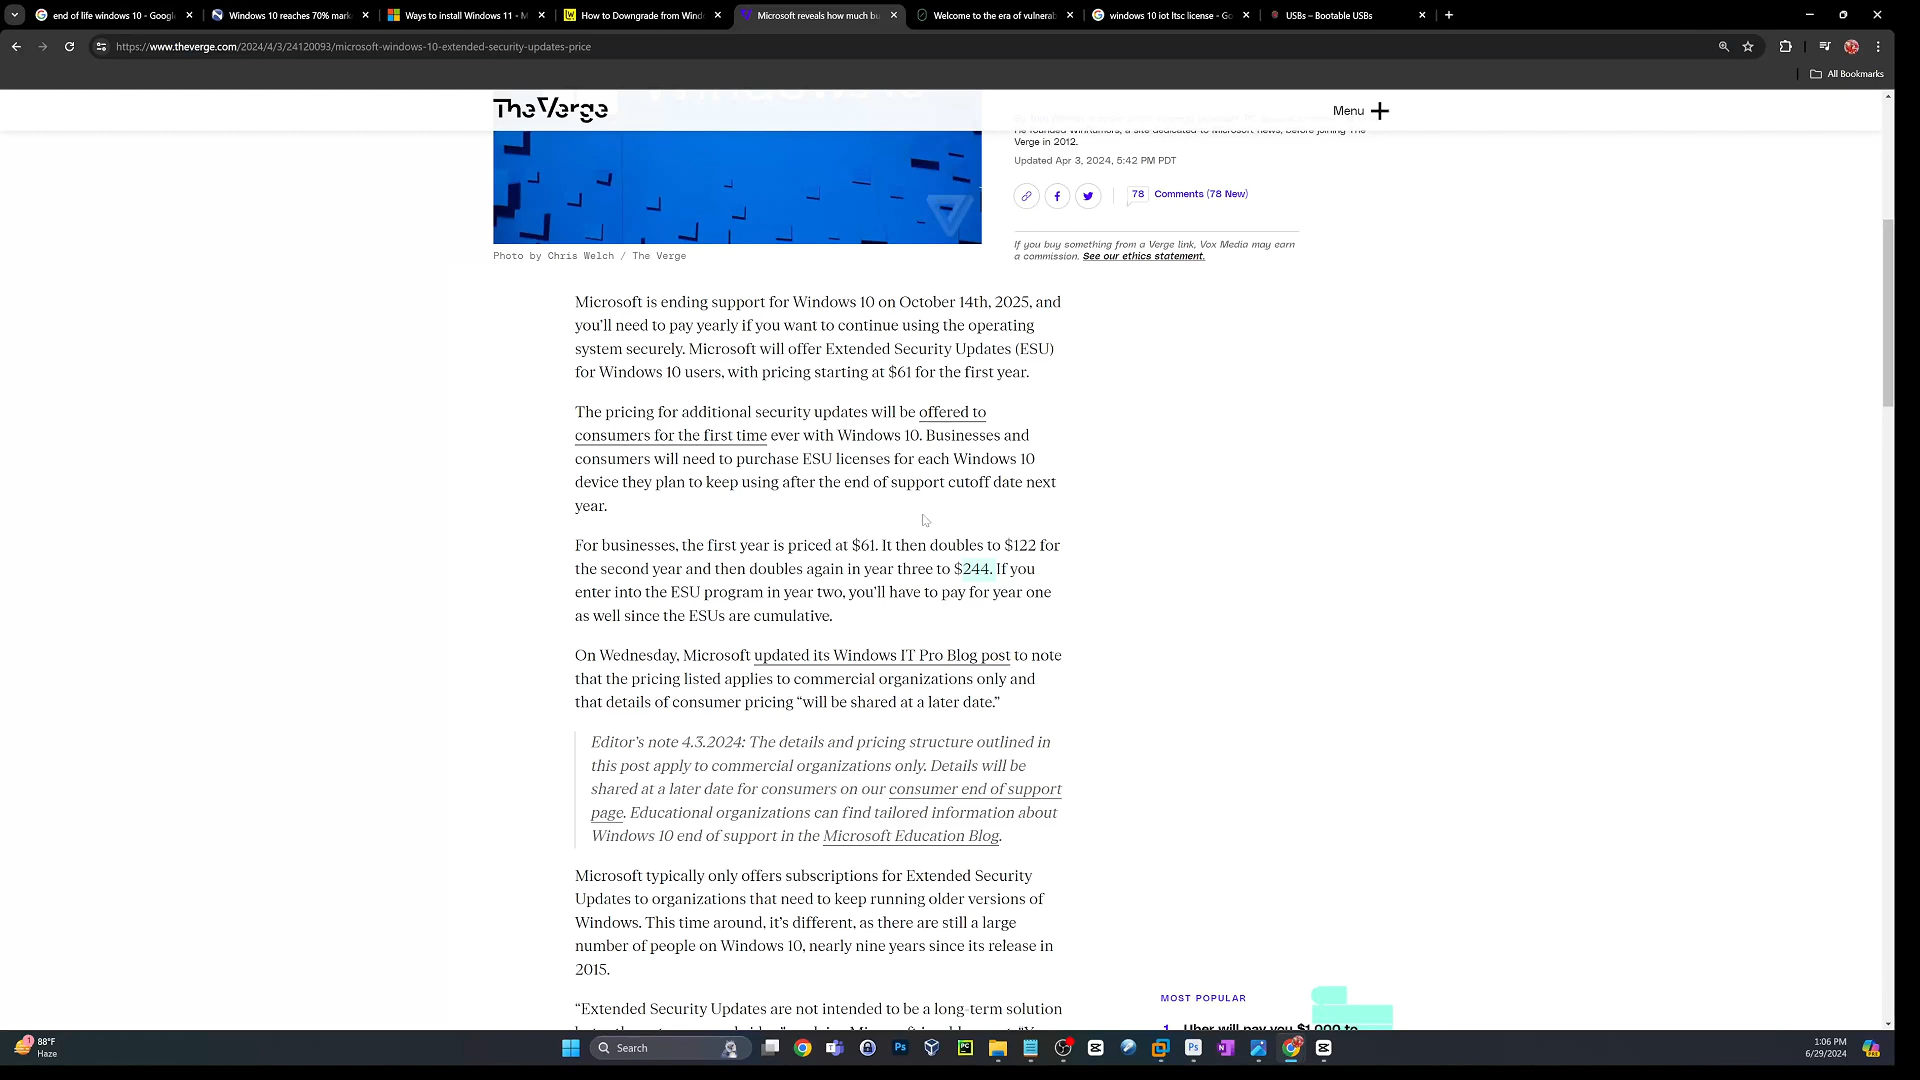 end of life windows 10 - Google
Windows 10 reaches 70% mark
Ways to install Windows 11 - M
How to Downgrade from Wind
Microsoft reveals how much bu
Welcome to the era of vulnerab
windows 10 iot ltsc license - Go
USBs – Bootable USBs
https://www.theverge.com/2024/4/3/24120093/microsoft-windows-10-extended-security-updates-price
All Bookmarks
The Verge
Menu
Verge in 2012.
Updated Apr 3, 2024, 5:42 PM PDT
78 Comments (78 New)
If you buy something from a Verge link, Vox Media may earn
a commission. See our ethics statement.
Photo by Chris Welch / The Verge
Microsoft is ending support for Windows 10 on October 14th, 2025, and
you’ll need to pay yearly if you want to continue using the operating
system securely. Microsoft will offer Extended Security Updates (ESU)
for Windows 10 users, with pricing starting at $61 for the first year.
The pricing for additional security updates will be offered to
consumers for the first time ever with Windows 10. Businesses and
consumers will need to purchase ESU licenses for each Windows 10
device they plan to keep using after the end of support cutoff date next
year.
For businesses, the first year is priced at $61. It then doubles to $122 for
the second year and then doubles again in year three to $244. If you
enter into the ESU program in year two, you’ll have to pay for year one
as well since the ESUs are cumulative.
On Wednesday, Microsoft updated its Windows IT Pro Blog post to note
that the pricing listed applies to commercial organizations only and
that details of consumer pricing “will be shared at a later date.”
Editor’s note 4.3.2024: The details and pricing structure outlined in
this post apply to commercial organizations only. Details will be
shared at a later date for consumers on our consumer end of support
page. Educational organizations can find tailored information about
Windows 10 end of support in the Microsoft Education Blog.
Microsoft typically only offers subscriptions for Extended Security
Updates to organizations that need to keep running older versions of
Windows. This time around, it’s different, as there are still a large
number of people on Windows 10, nearly nine years since its release in
2015.
“Extended Security Updates are not intended to be a long-term solution
MOST POPULAR
1 Uber will pay you $1,000 to
88°F
Haze
Search
1:06 PM
6/29/2024